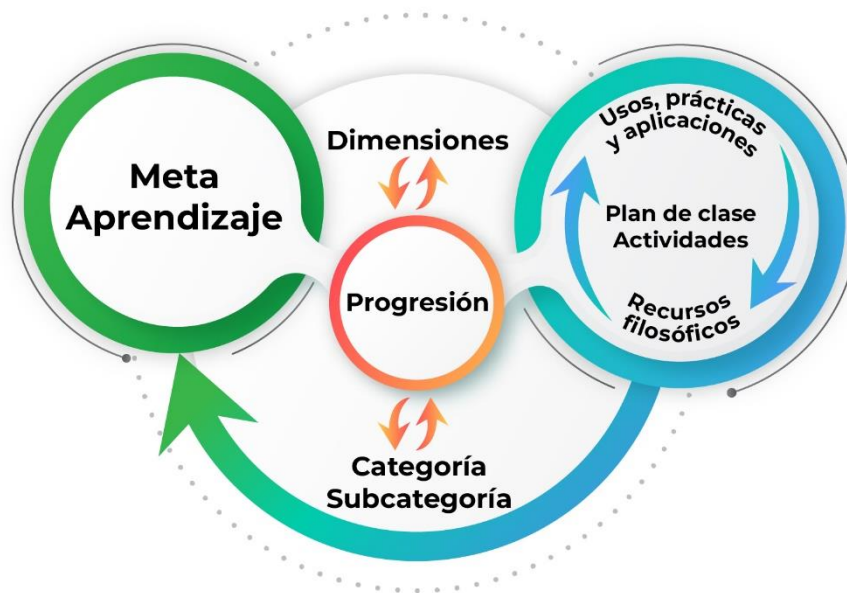 Meta
Aprendizaje
Dimensiones
Progresión
Categoría
Subcategoría
Usos, prácticas
y aplicaciones
Plan de clase
Actividades
Recursos
filosóficos